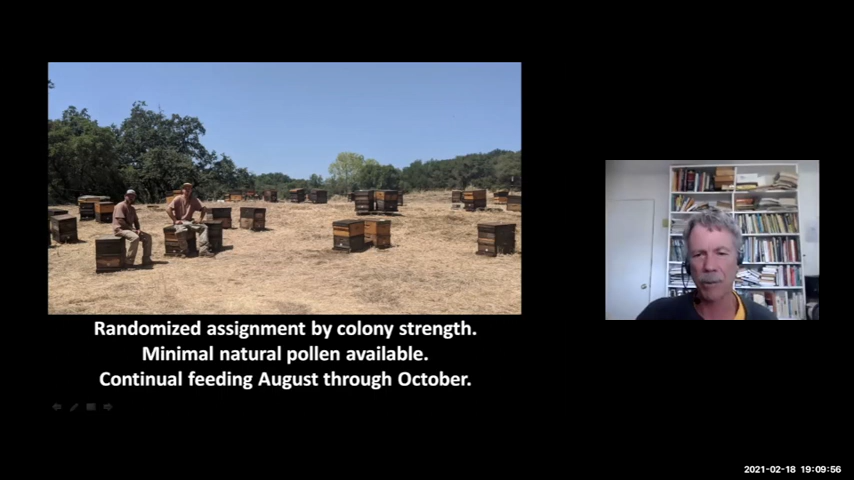 Randomized assignment by colony strength.
Minimal natural pollen available.
Continual feeding August through October.
2021-02-18 19:09:56